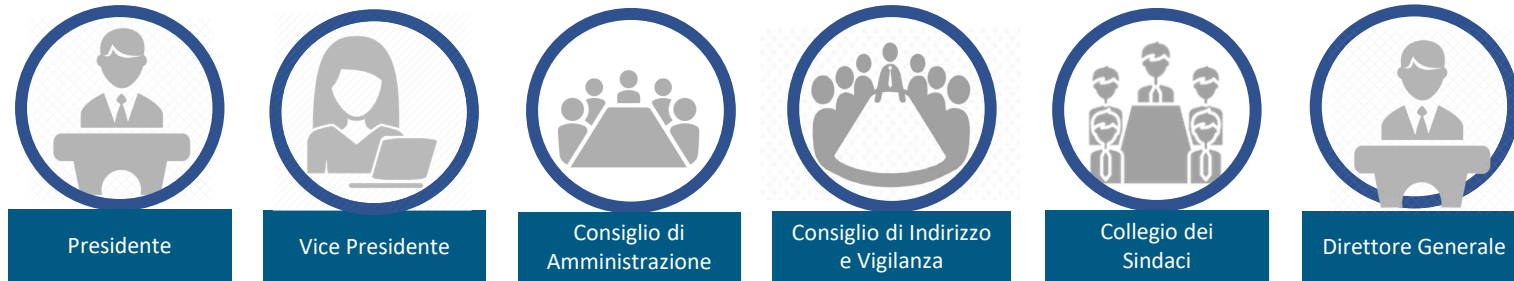 Presidente
Vice Presidente
Consiglio di
Amministrazione
Consiglio di Indirizzo
e Vigilanza
Collegio dei
Sindaci
Direttore Generale